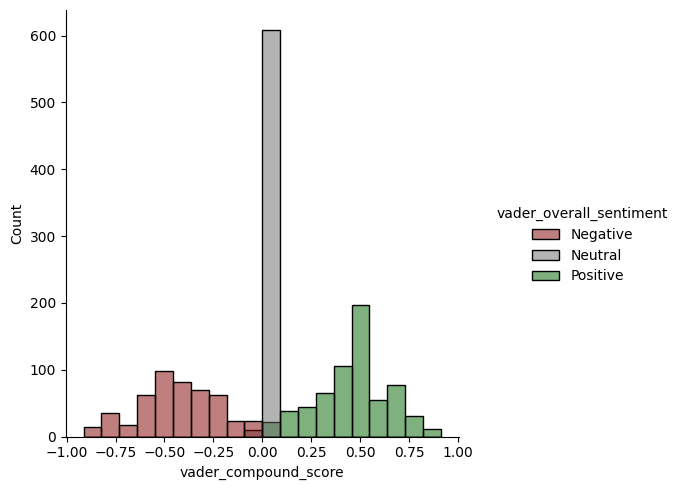 600
500
400
300
200
100
0
Count
−1.00 −0.75 −0.50 −0.25 0.00 0.25 0.50 0.75 1.00
vader_compound_score
vader_overall_sentiment
Negative
Neutral
Positive